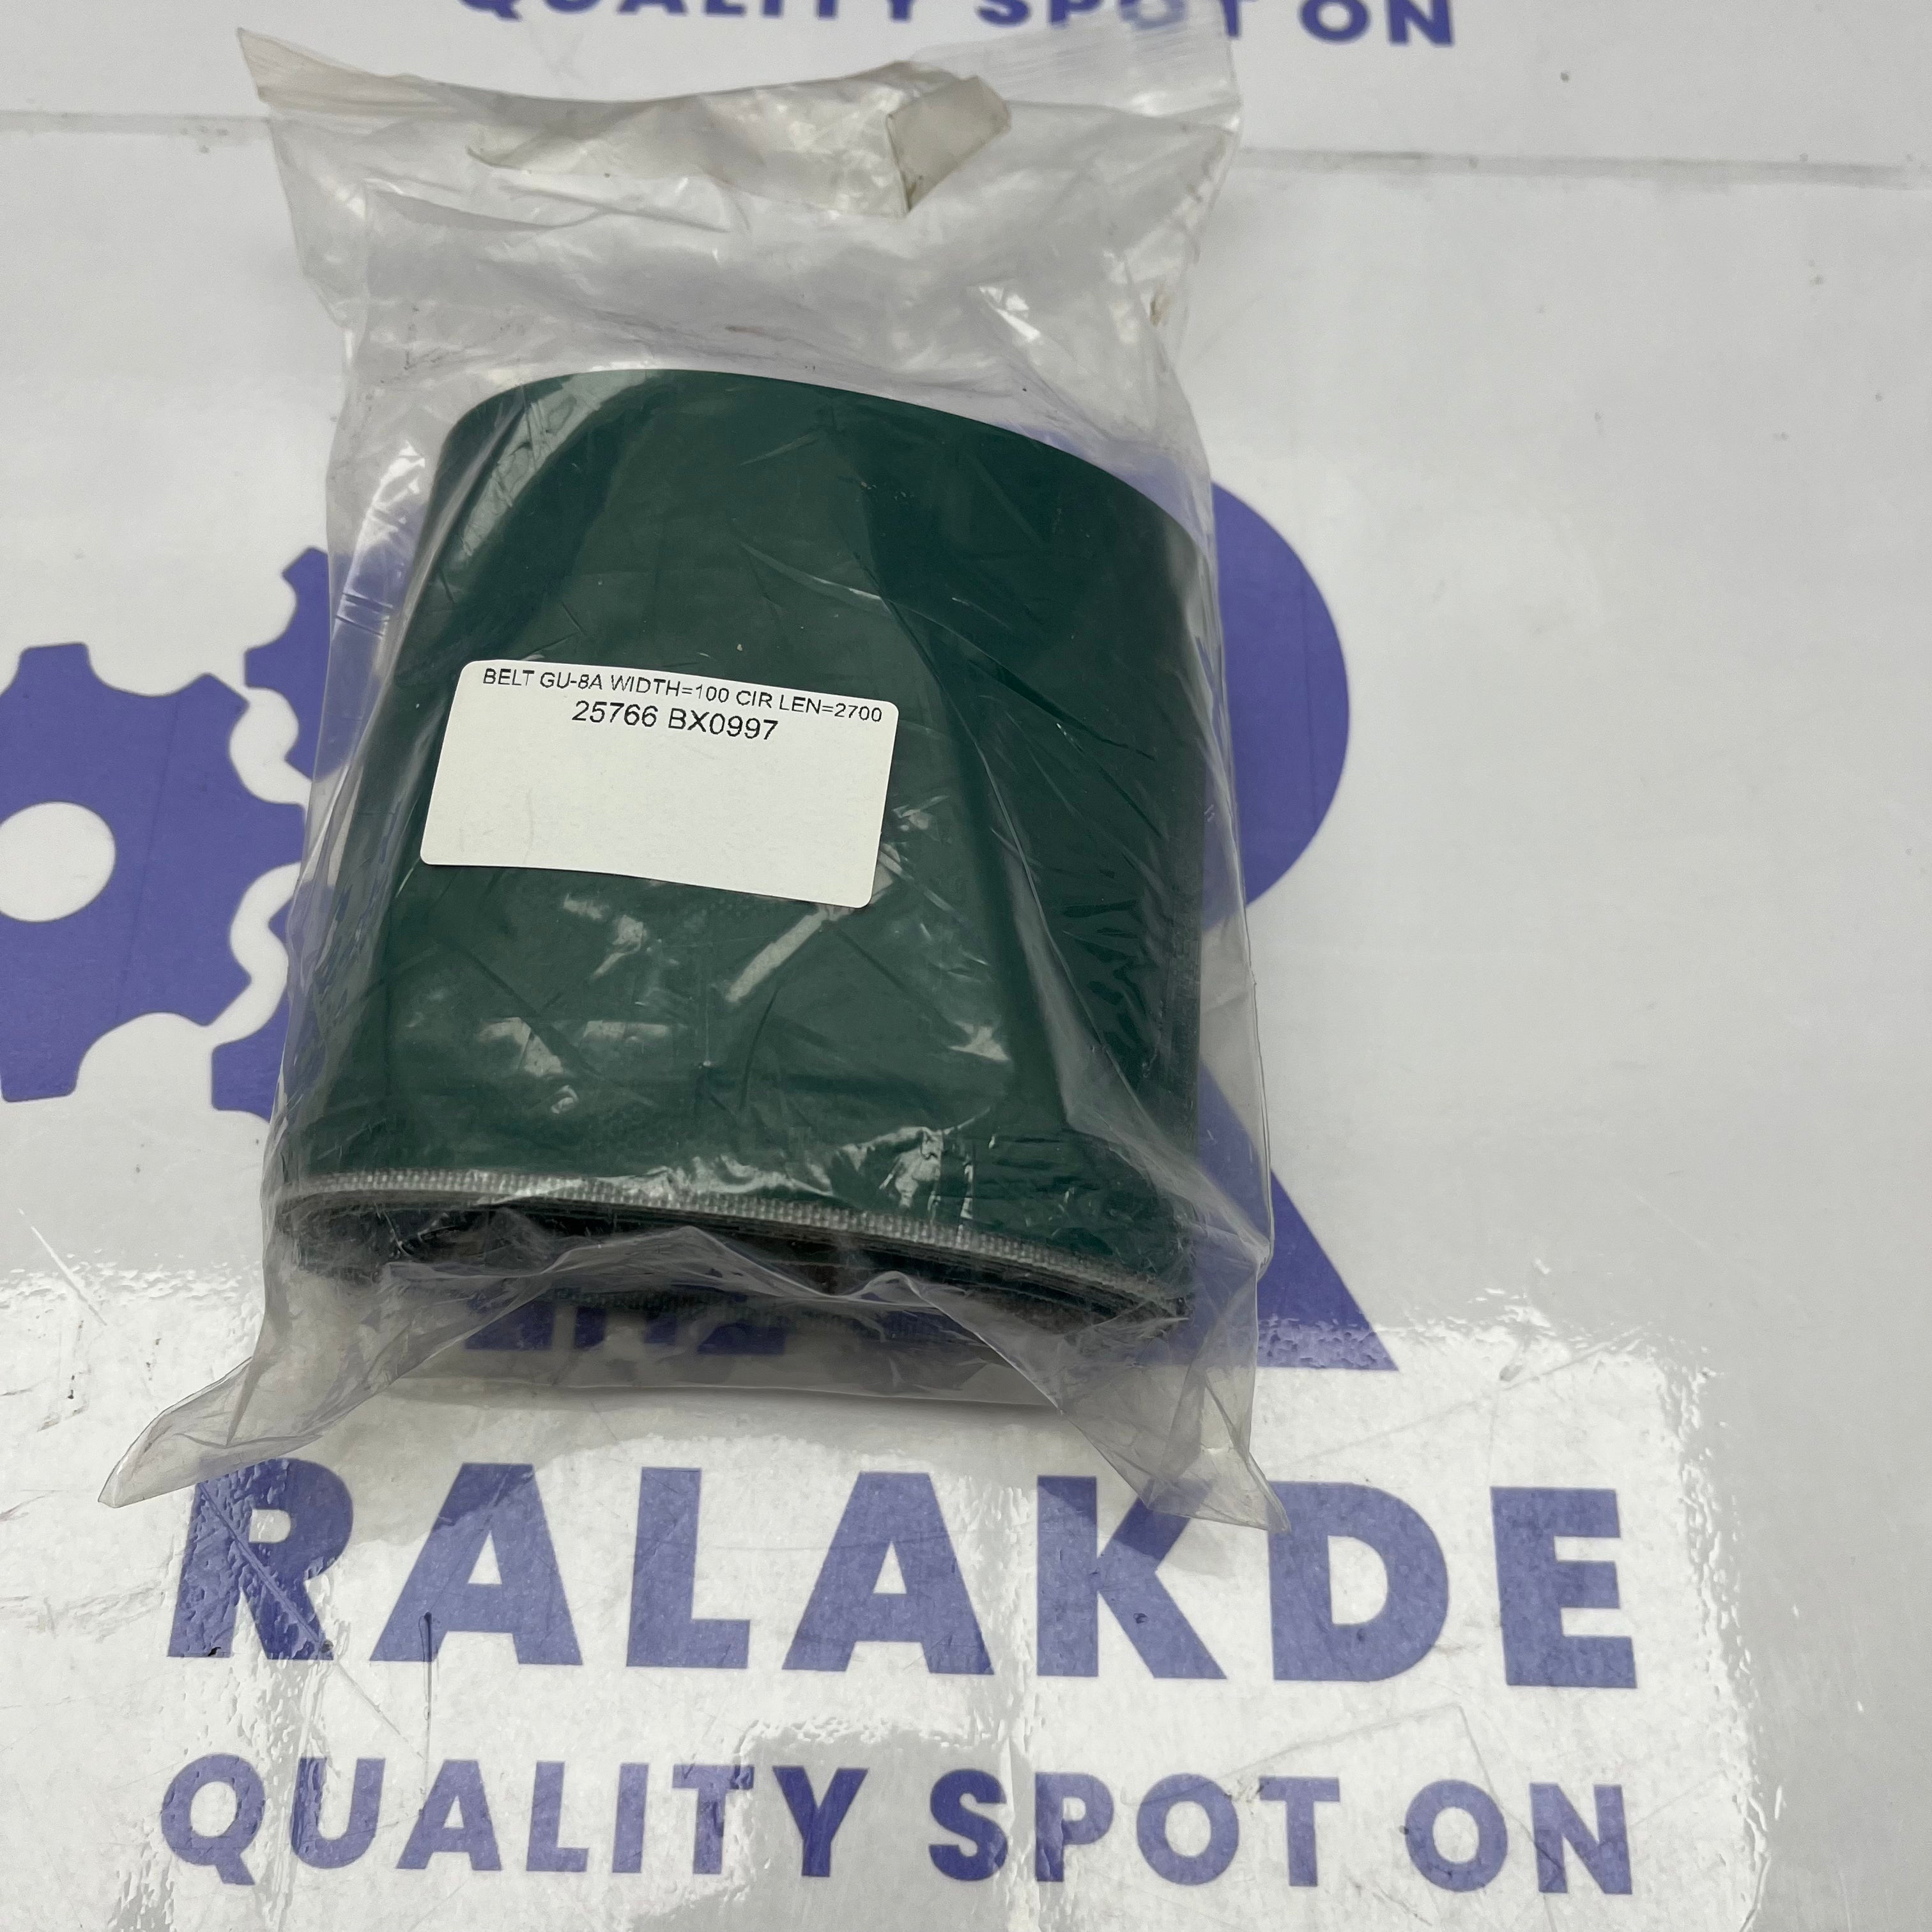 QUALITY SPOT ON
BELT GU-8A WIDTH=100 CIR LEN=2700
25766 BX0997
RALAKDE
QUALITY SPOT ON